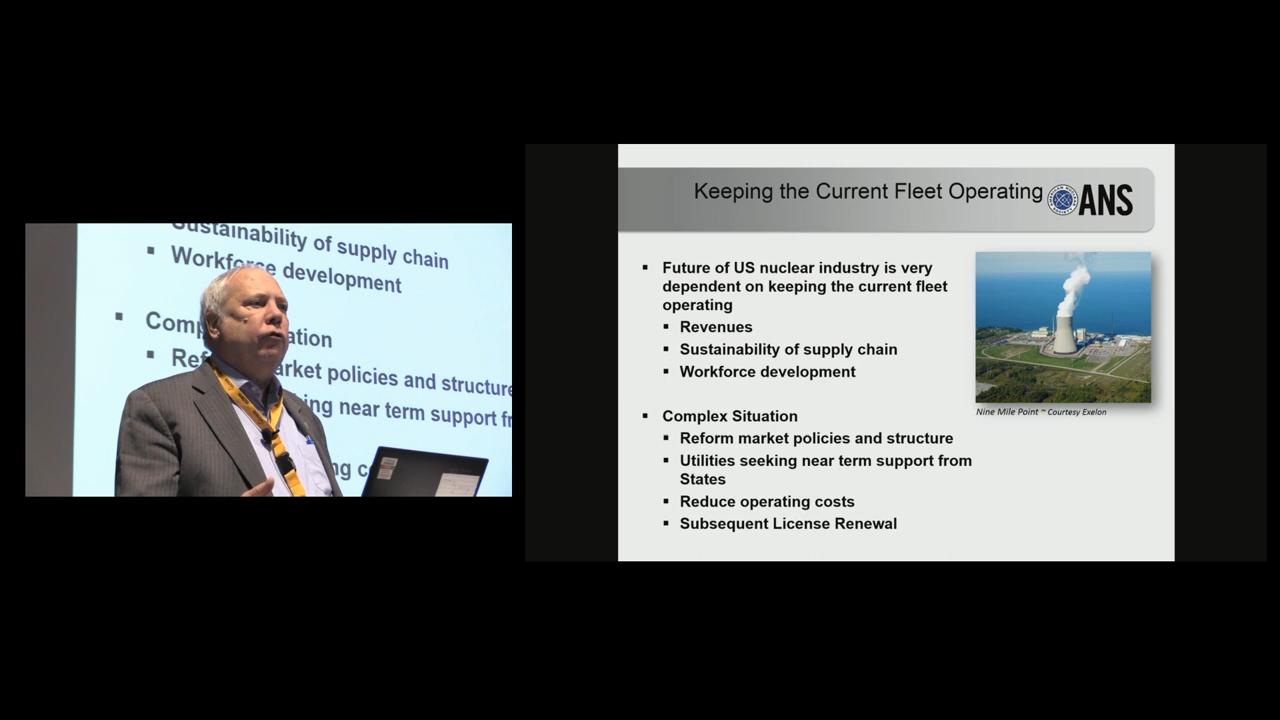 Sustainability of supply chain
▪ Workforce development
▪ Comp ation
▪ Ref arket policies and structure
ing near term support fr
ng c
Keeping the Current Fleet Operating
ANS
▪ Future of US nuclear industry is very
dependent on keeping the current fleet
operating
▪ Revenues
▪ Sustainability of supply chain
▪ Workforce development
▪ Complex Situation
▪ Reform market policies and structure
▪ Utilities seeking near term support from
States
▪ Reduce operating costs
▪ Subsequent License Renewal
Nine Mile Point ~ Courtesy Exelon